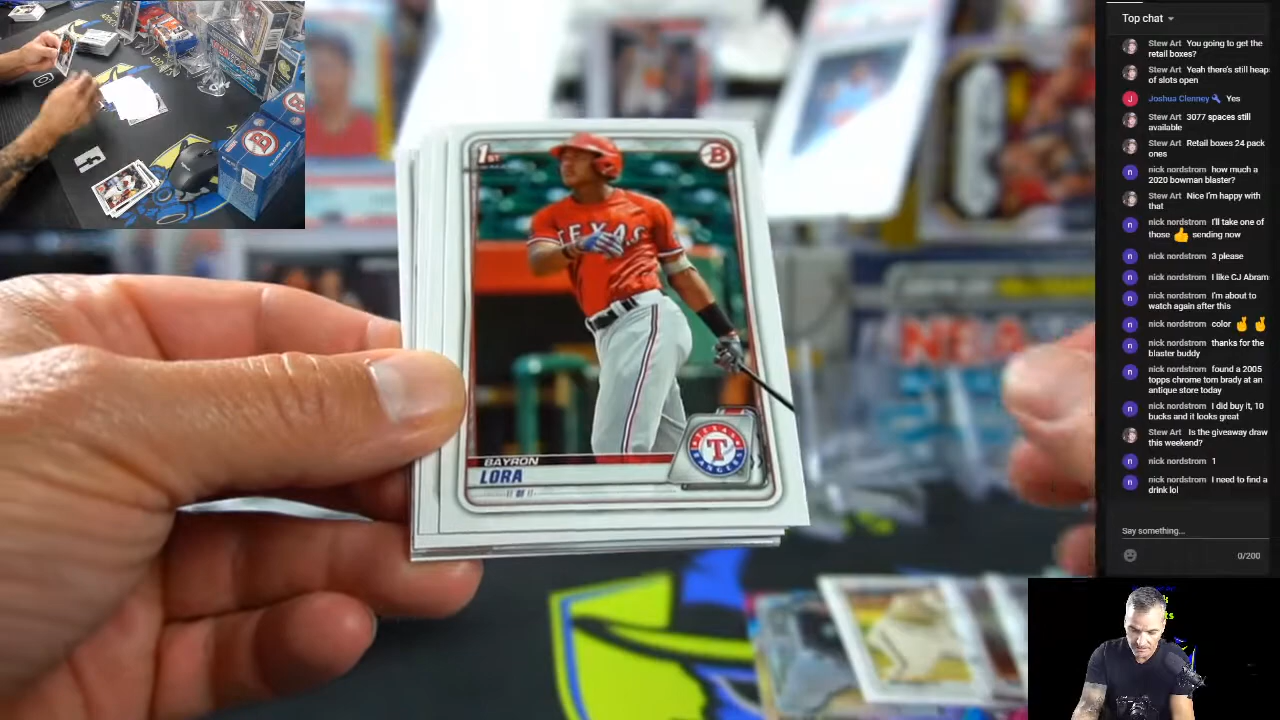 1ST
B
TEXAS
TEXAS
T
RANGERS
BAYRON
LORA
NBA
B
Top chat
Stew Art You going to get the
retail boxes?
Stew Art Yeah there's still heap
of slots open
J
Joshua Clenney Yes
Stew Art 3077 spaces still
available
Stew Art Retail boxes 24 pack
ones
n
nick nordstrom how much a
2020 bowman blaster?
Stew Art Nice I'm happy with
that
n
nick nordstrom I'll take one of
those 👍 sending now
n
nick nordstrom 3 please
n
nick nordstrom I like CJ Abram
n
nick nordstrom I'm about to
watch again after this
n
nick nordstrom color 🤞 🤞
n
nick nordstrom thanks for the
blaster buddy
n
nick nordstrom found a 2005
topps chrome tom brady at an
antique store today
n
nick nordstrom I did buy it, 10
bucks and it looks great
Stew Art Is the giveaway draw
this weekend?
n
nick nordstrom 1
n
nick nordstrom I need to find a
drink lol
Say something...
0/200